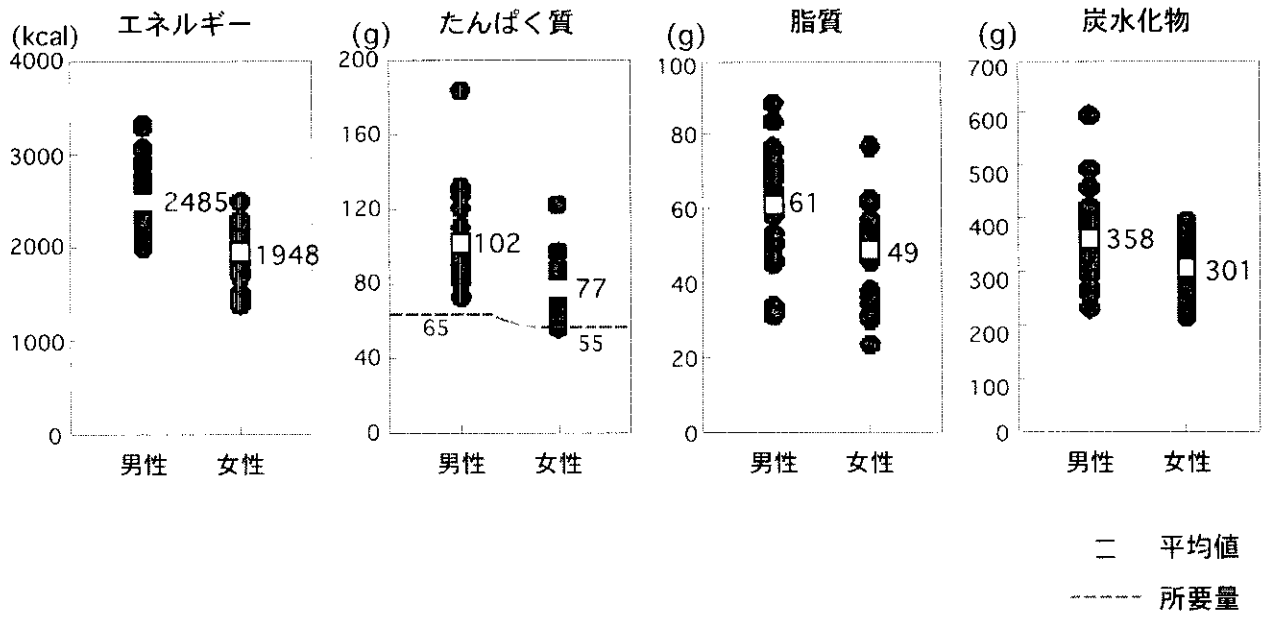 エネルギー
(kcal)
4000
3000
2000
1000
0
2485
1948
男性 女性
たんぱく質
(g)
200
160
120
80
40
0
102
77
65
55
男性 女性
脂質
(g)
100
80
60
40
20
0
61
49
男性 女性
炭水化物
(g)
700
600
500
400
300
200
100
0
358
301
男性 女性
平均値
所要量